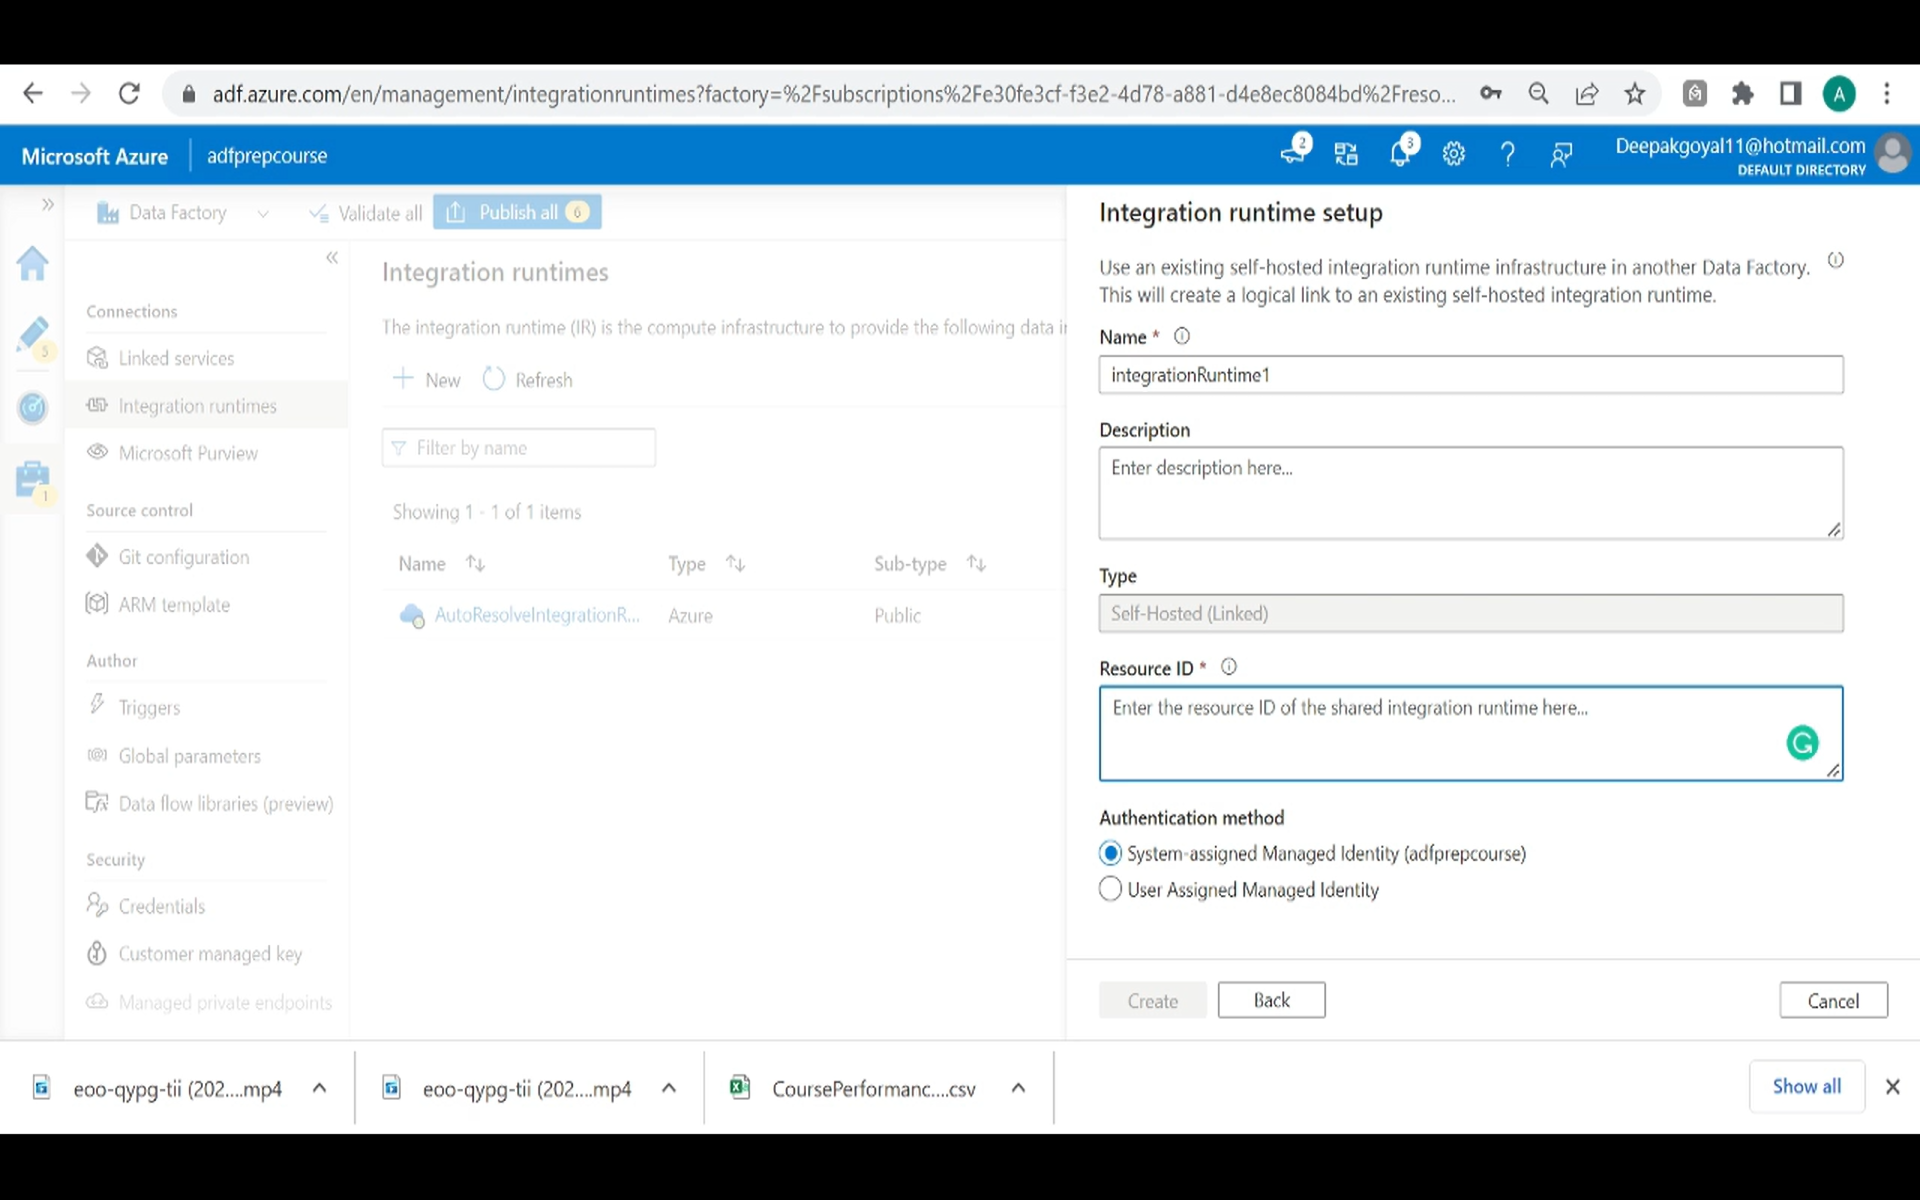 adf.azure.com/en/management/integrationruntimes?factory=%2Fsubscriptions%2Fe30fe3cf-f3e2-4d78-a881-d4e8ec8084bd%2Freso...
A
Microsoft Azure
adfprepcourse
2
3
Deepakgoyal11@hotmail.com
DEFAULT DIRECTORY
Data Factory
Validate all
Publish all 6
Integration runtimes
The integration runtime (IR) is the compute infrastructure to provide the following data i
New
Refresh
Filter by name
Showing 1 - 1 of 1 items
Name
Type
Sub-type
AutoResolveIntegrationR...
Azure
Public
5
1
Connections
Linked services
Integration runtimes
Microsoft Purview
Source control
Git configuration
ARM template
Author
Triggers
Global parameters
Data flow libraries (preview)
Security
Credentials
Customer managed key
Managed private endpoints
Integration runtime setup
Use an existing self-hosted integration runtime infrastructure in another Data Factory.
This will create a logical link to an existing self-hosted integration runtime.
Name *
integrationRuntime1
Description
Enter description here...
Type
Self-Hosted (Linked)
Resource ID *
Enter the resource ID of the shared integration runtime here...
Authentication method
System-assigned Managed Identity (adfprepcourse)
User Assigned Managed Identity
Create
Back
Cancel
eoo-qypg-tii (202....mp4
eoo-qypg-tii (202....mp4
CoursePerformanc....csv
Show all